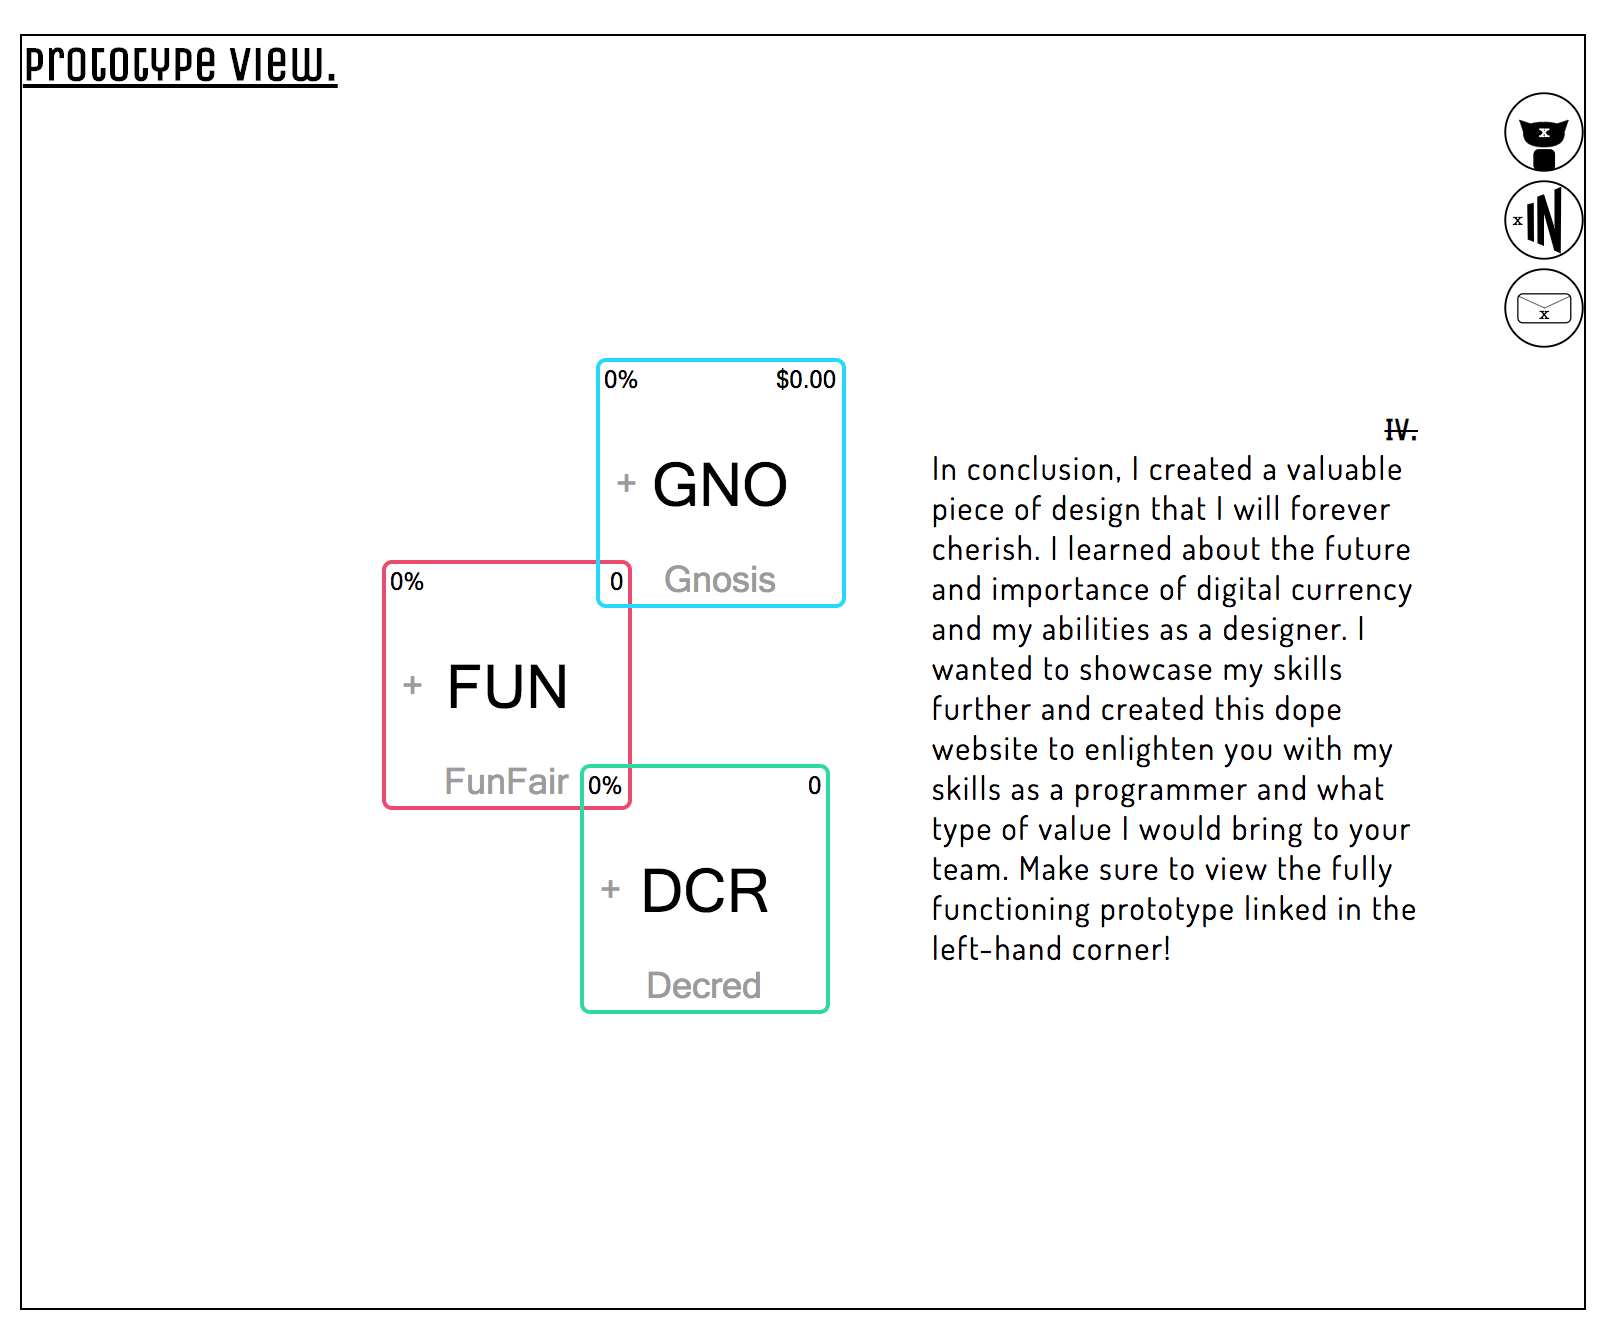 Prototype View.
x
x IN
x
0% $0.00
+ GNO
Gnosis
0% 0
+ FUN
FunFair
0% 0
+ DCR
Decred
IV.
In conclusion, I created a valuable
piece of design that I will forever
cherish. I learned about the future
and importance of digital currency
and my abilities as a designer. I
wanted to showcase my skills
further and created this dope
website to enlighten you with my
skills as a programmer and what
type of value I would bring to your
team. Make sure to view the fully
functioning prototype linked in the
left-hand corner!